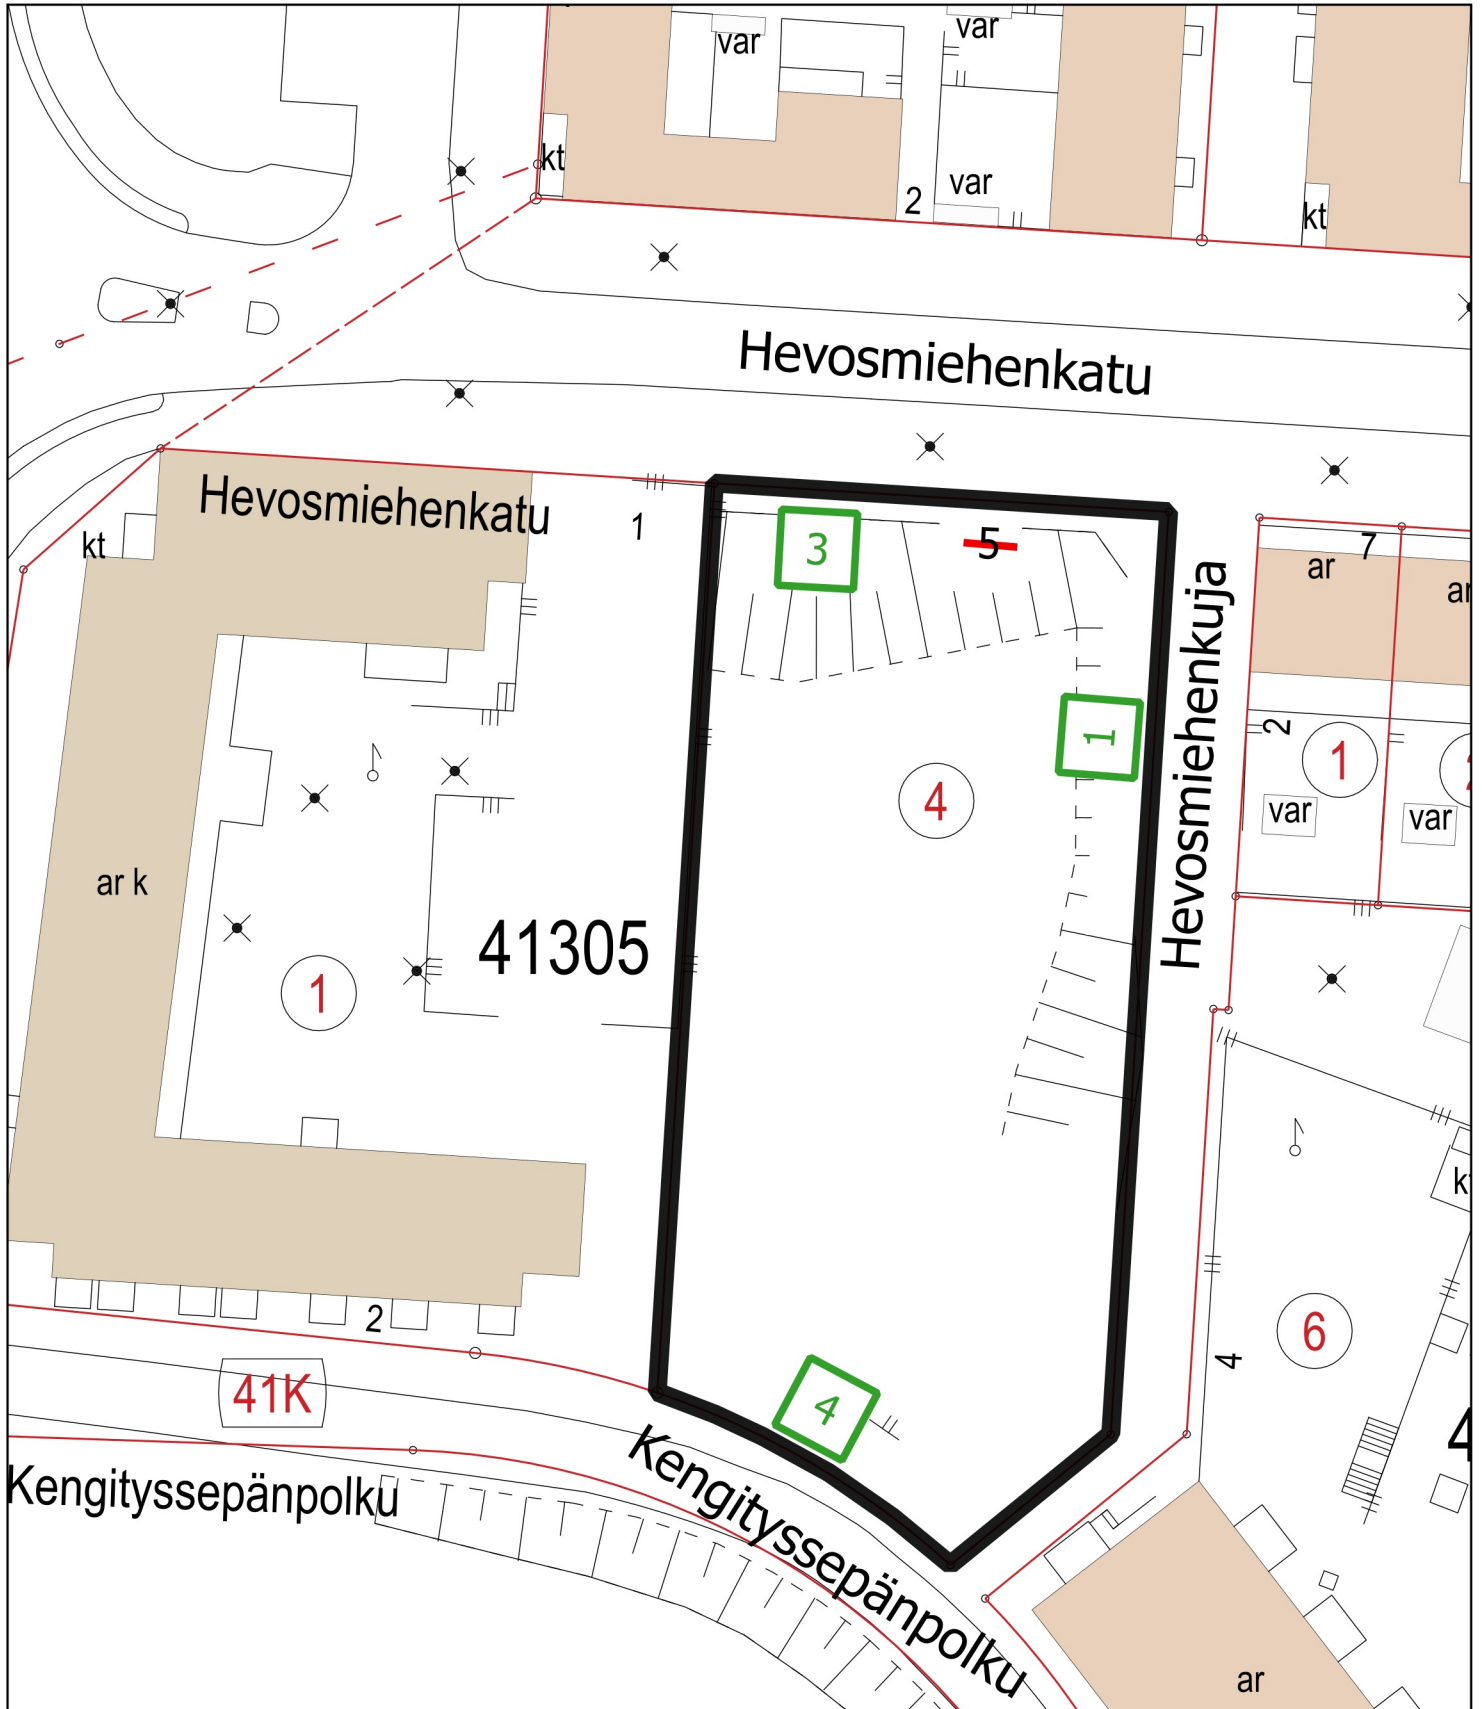 var
var
kt
var
2
kt
Hevosmiehenkatu
Hevosmiehenkatu
1
3
5
7
kt
ar
ar
Hevosmiehenkuja
1
2
1
var
var
4
ar k
41305
1
6
4
2
41K
4
Kengityssepänpolku
Kengityssepänpolku
ar